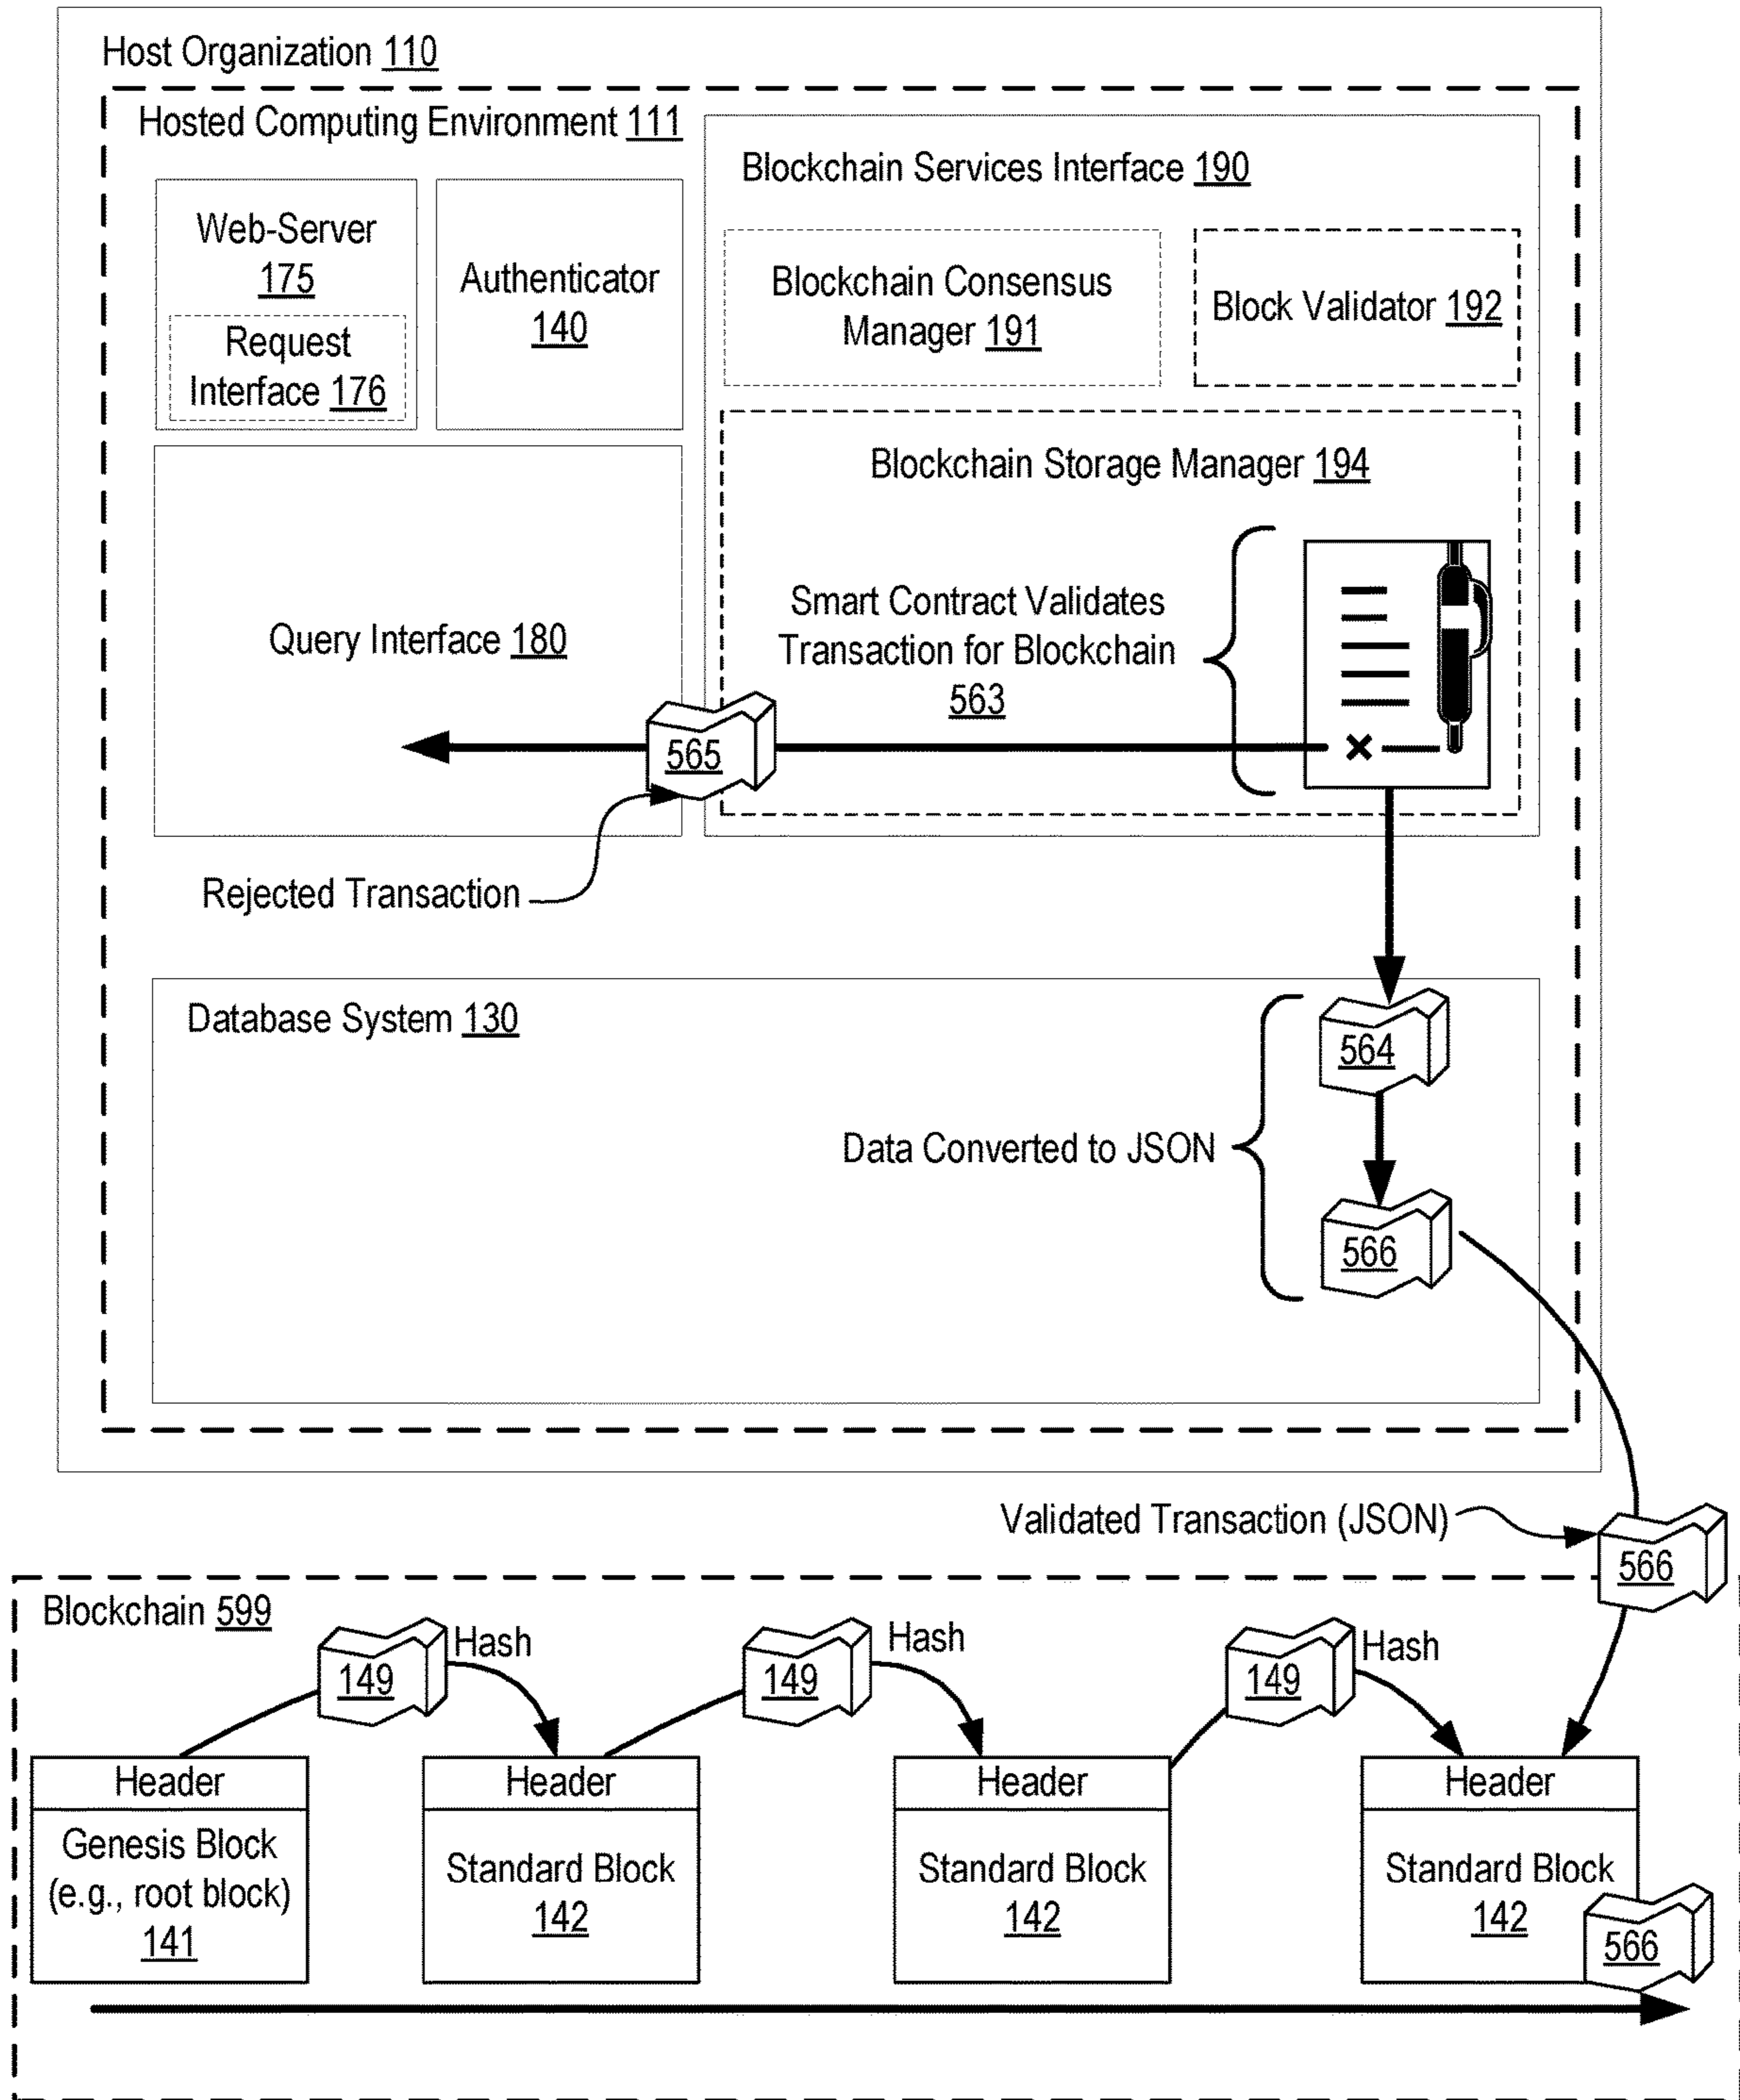 Host Organization 110
Hosted Computing Environment 111
Web-Server
175
Request
Interface 176
Authenticator
140
Blockchain Services Interface 190
Blockchain Consensus
Manager 191
Block Validator 192
Query Interface 180
Blockchain Storage Manager 194
Smart Contract Validates
Transaction for Blockchain
563
565
Rejected Transaction
Database System 130
564
Data Converted to JSON
566
Validated Transaction (JSON)
566
Blockchain 599
149
Hash
149
Hash
149
Hash
Header
Genesis Block
(e.g., root block)
141
Header
Standard Block
142
Header
Standard Block
142
Header
Standard Block
142
566